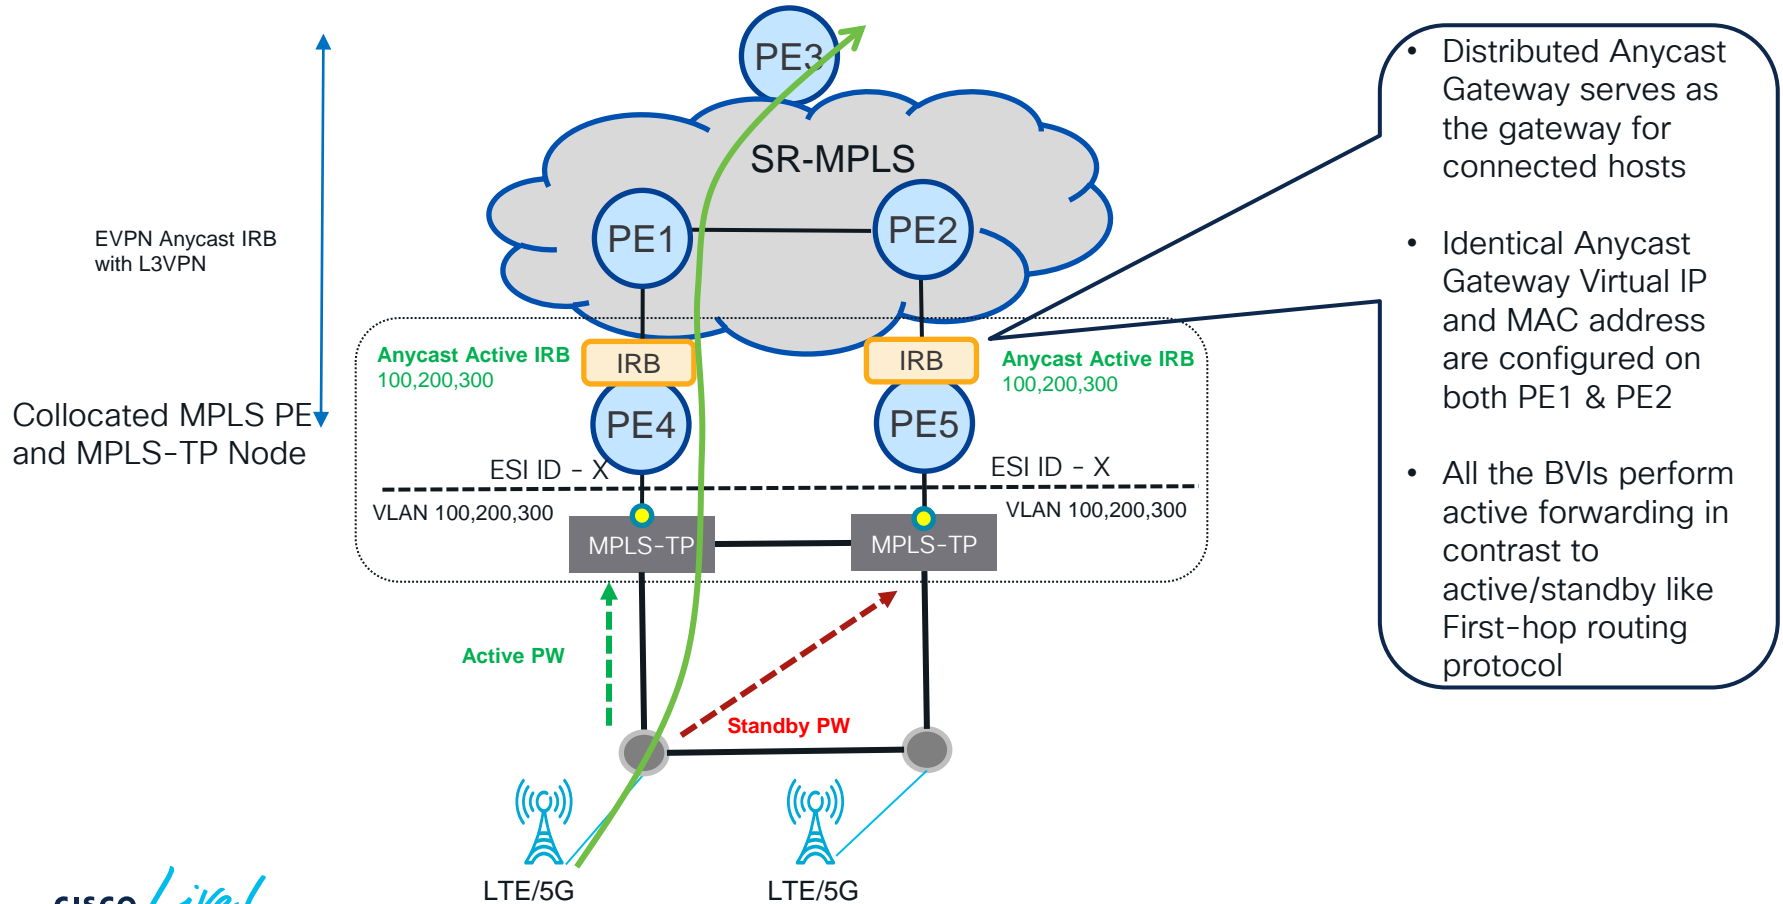 PE3
SR-MPLS
PE1
PE2
EVPN Anycast IRB
with L3VPN
Anycast Active IRB
100,200,300
IRB
IRB
Anycast Active IRB
100,200,300
Collocated MPLS PE
and MPLS-TP Node
PE4
PE5
ESI ID - X
ESI ID - X
VLAN 100,200,300
VLAN 100,200,300
MPLS-TP
MPLS-TP
Active PW
Standby PW
LTE/5G
LTE/5G
• Distributed Anycast
Gateway serves as
the gateway for
connected hosts
• Identical Anycast
Gateway Virtual IP
and MAC address
are configured on
both PE1 & PE2
• All the BVIs perform
active forwarding in
contrast to
active/standby like
First-hop routing
protocol
cisco Live!